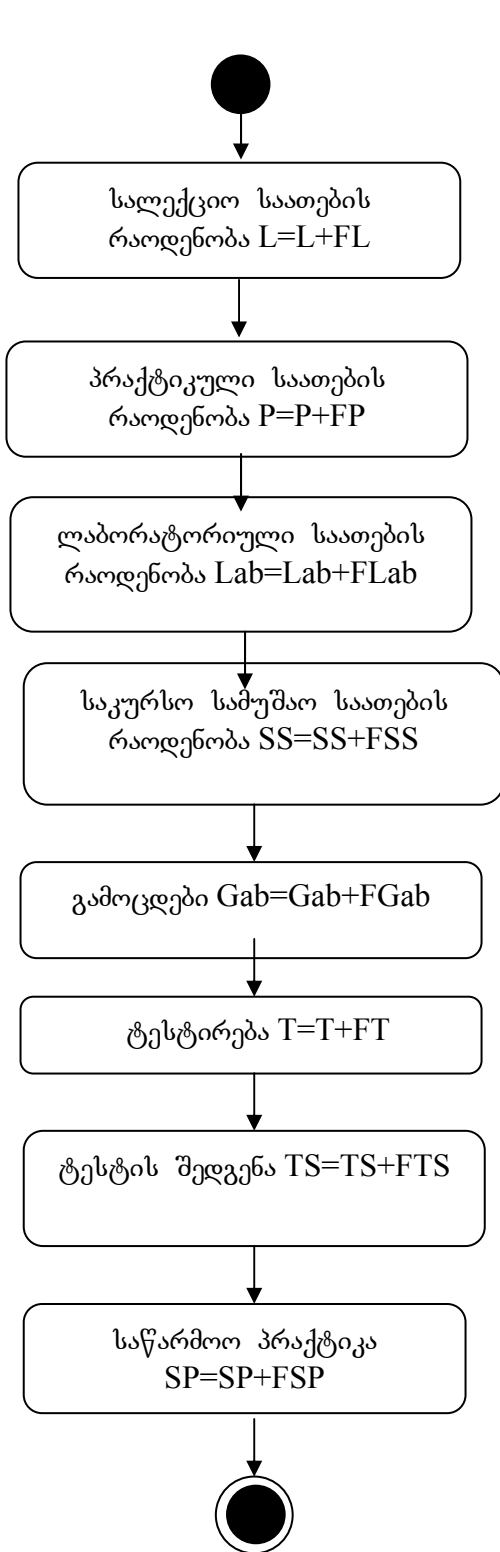 სალექციო საათების
რაოდენობა L=L+FL
პრაქტიკული საათების
რაოდენობა P=P+FP
ლაბორატორიული საათების
რაოდენობა Lab=Lab+FLab
საკურსო სამუშაო საათების
რაოდენობა SS=SS+FSS
გამოცდები Gab=Gab+FGab
ტესტირება T=T+FT
ტესტის შედგენა TS=TS+FTS
საწარმოო პრაქტიკა
SP=SP+FSP